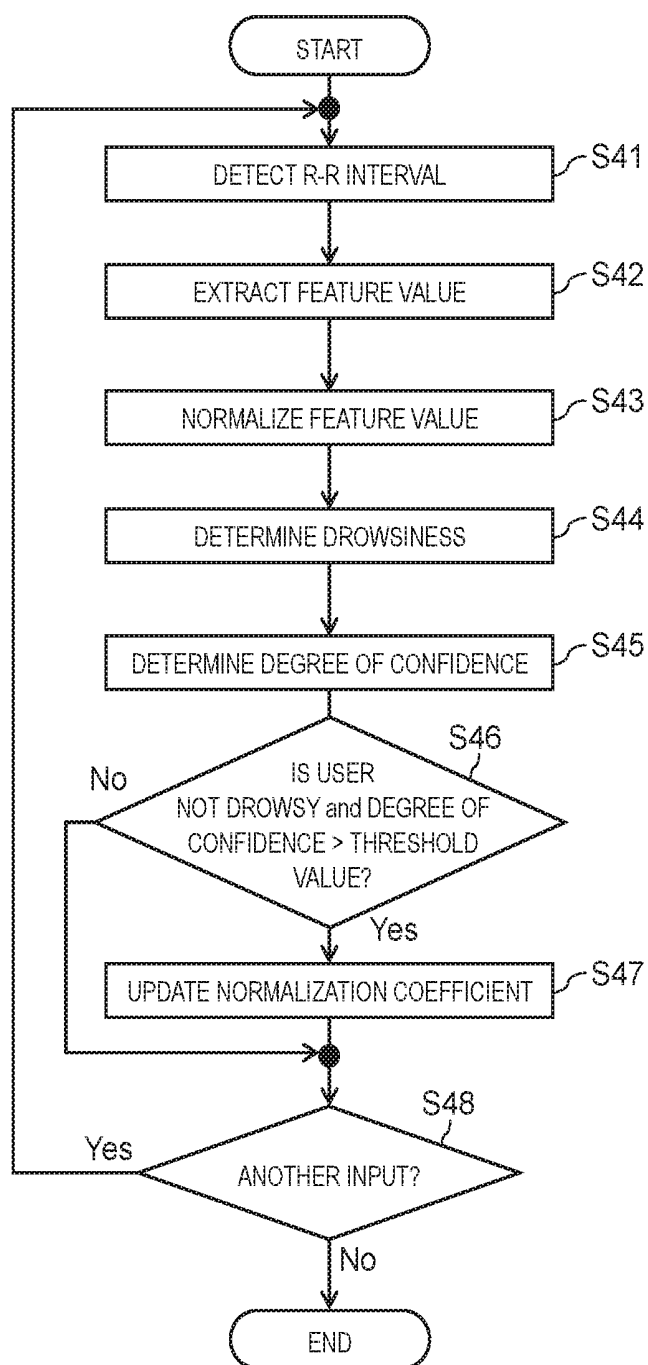 START
DETECT R-R INTERVAL
S41
EXTRACT FEATURE VALUE
S42
NORMALIZE FEATURE VALUE
S43
DETERMINE DROWSINESS
S44
DETERMINE DEGREE OF CONFIDENCE
S45
S46
No
IS USER
NOT DROWSY and DEGREE OF
CONFIDENCE > THRESHOLD
VALUE?
Yes
UPDATE NORMALIZATION COEFFICIENT
S47
S48
Yes
ANOTHER INPUT?
No
END